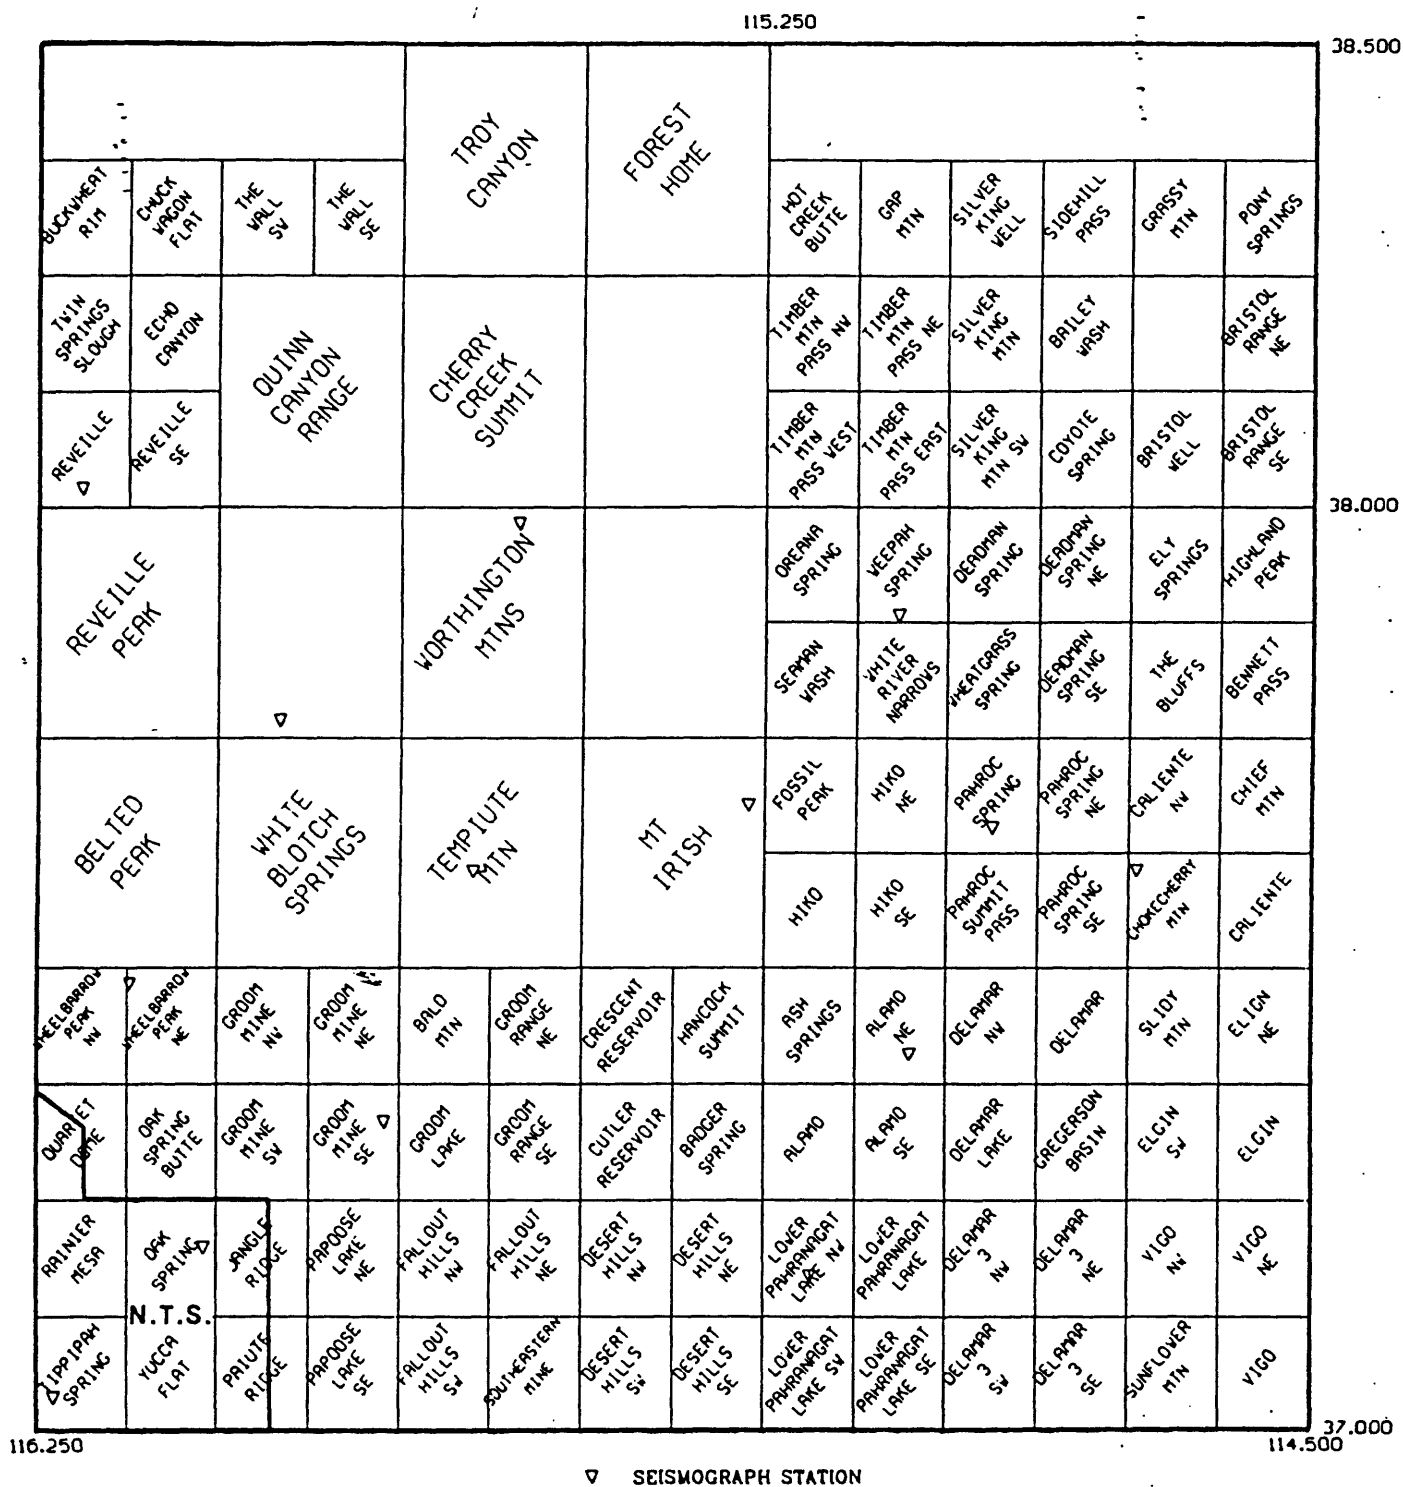 115.250
38.500
TROY
CANYON
FOREST
HOME
BUCKWHEAT
RIM
CHUCK
WAGON
FLAT
THE
WALL
SW
THE
WALL
SE
HOT
CREEK
BUTTE
GAP
MTN
SILVER
KING
WELL
SIDEHILL
PASS
GRASSY
MTN
PONY
SPRINGS
TWIN
SPRINGS
SLOUGH
ECHO
CANYON
QUINN
CANYON
RANGE
CHERRY
CREEK
SUMMIT
TIMBER
MTN
PASS NW
TIMBER
MTN
PASS NE
SILVER
KING
MTN
BAILEY
WASH
BRISTOL
RANGE
NE
REVEILLE
REVEILLE
SE
TIMBER
MTN
PASS WEST
TIMBER
MTN
PASS EAST
SILVER
KING
MTN SW
COYOTE
SPRING
BRISTOL
WELL
BRISTOL
RANGE
SE
38.000
REVEILLE
PEAK
WORTHINGTON
MTNS
OREANA
SPRING
WEEPAH
SPRING
DEADMAN
SPRING
DEADMAN
SPRING
NE
ELY
SPRINGS
HIGHLAND
PEAK
SEAMAN
WASH
WHITE
RIVER
NARROWS
WHEATGRASS
SPRING
DEADMAN
SPRING
SE
THE
BLUFFS
BENNETT
PASS
BELTED
PEAK
WHITE
BLOTCH
SPRINGS
TEMPIUTE
MTN
MT
IRISH
FOSSIL
PEAK
HIKO
NE
PAHROC
SPRING
PAHROC
SPRING
NE
CALIENTE
NW
CHIEF
MTN
HIKO
HIKO
SE
PAHROC
SUMMIT
PASS
PAHROC
SPRING
SE
CHOKECHERRY
MTN
CALIENTE
WHEELBARROW
PEAK
NW
WHEELBARROW
PEAK
NE
GROOM
MINE
NW
GROOM
MINE
NE
BALD
MTN
GROOM
RANGE
NE
CRESCENT
RESERVOIR
HANCOCK
SUMMIT
ASH
SPRINGS
ALAMO
NE
DELAMAR
NW
DELAMAR
SLIDY
MTN
ELIGN
NE
QUARTET
DOME
OAK
SPRING
BUTTE
GROOM
MINE
SW
GROOM
MINE
SE
GROOM
LAKE
GROOM
RANGE
SE
CUTLER
RESERVOIR
BADGER
SPRING
ALAMO
ALAMO
SE
DELAMAR
LAKE
GREGERSON
BASIN
ELGIN
SW
ELGIN
RAINIER
MESA
OAK
SPRING
JANGLE
RIDGE
PAPOOSE
LAKE
NE
FALLOUT
HILLS
NW
FALLOUT
HILLS
NE
DESERT
HILLS
NW
DESERT
HILLS
NE
LOWER
PAHRANAGAT
LAKE NW
LOWER
PAHRANAGAT
LAKE
DELAMAR
3
NW
DELAMAR
3
NE
VIGO
NW
VIGO
NE
N.T.S.
TIPPIPAH
SPRING
YUCCA
FLAT
PAIUTE
RIDGE
PAPOOSE
LAKE
SE
FALLOUT
HILLS
SW
SOUTHEASTERN
MINE
DESERT
HILLS
SW
DESERT
HILLS
SE
LOWER
PAHRANAGAT
LAKE SW
LOWER
PAHRANAGAT
LAKE SE
DELAMAR
3
SW
DELAMAR
3
SE
SUNFLOWER
MTN
VIGO
37.000
116.250
114.500
SEISMOGRAPH STATION